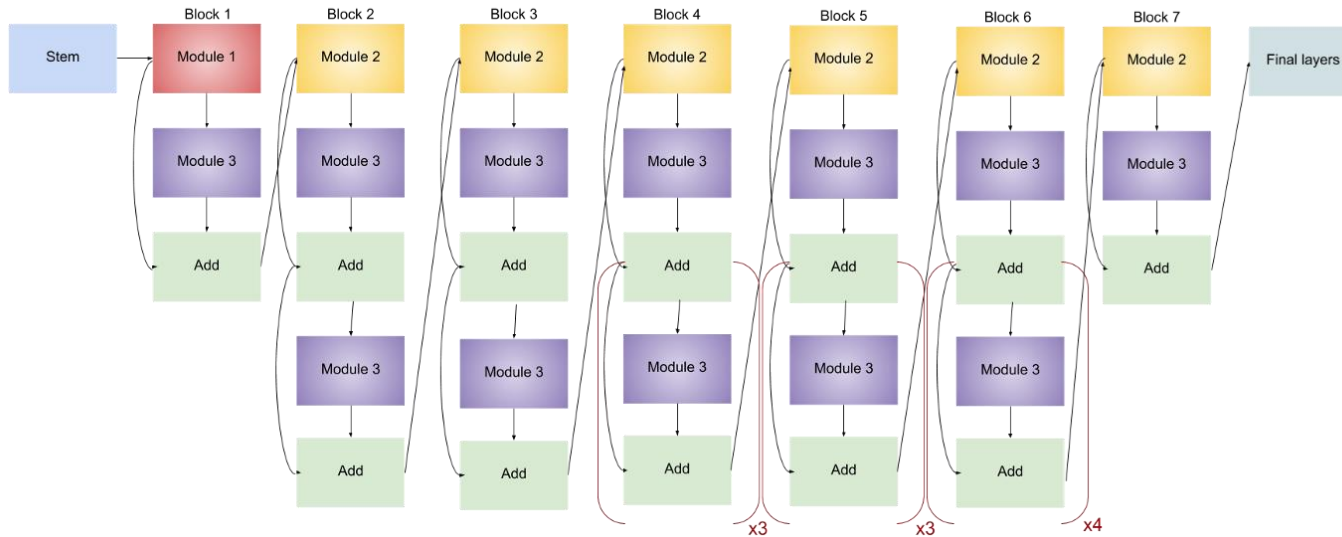 Block 1
Block 2
Block 3
Block 4
Block 5
Block 6
Block 7
Stem
Module 1
Module 2
Module 2
Module 2
Module 2
Module 2
Module 2
Final layers
Module 3
Module 3
Module 3
Module 3
Module 3
Module 3
Module 3
Add
Add
Add
Add
Add
Add
Add
Module 3
Module 3
Module 3
Module 3
Module 3
Add
Add
Add
Add
Add
x3
x3
x4